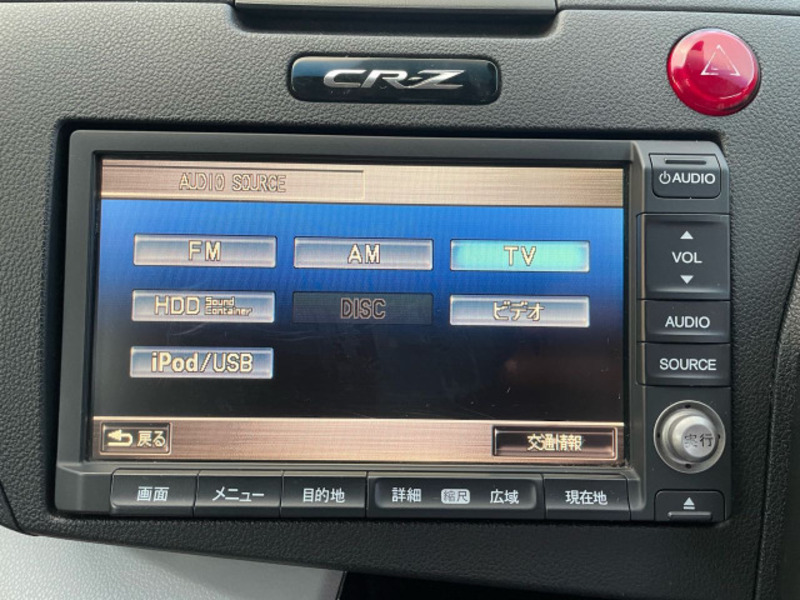 CR-Z
AUDIO SOURCE
FM AM TV
HDD Sound Container DISC ビデオ
iPod/USB
戻る 交通情報
AUDIO
VOL
AUDIO
SOURCE
実行
画面 メニュー 目的地 詳細 縮尺 広域 現在地